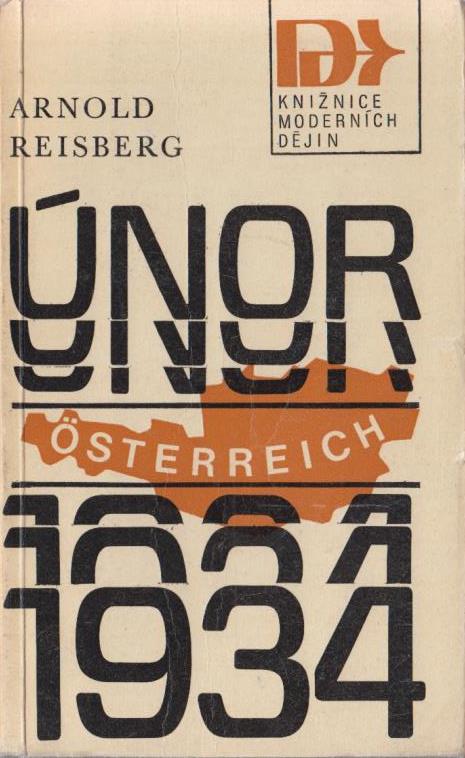 ARNOLD
REISBERG
KNIŽNICE
MODERNÍCH
DĚJIN
ÚNOR
ÖSTERREICH
1934